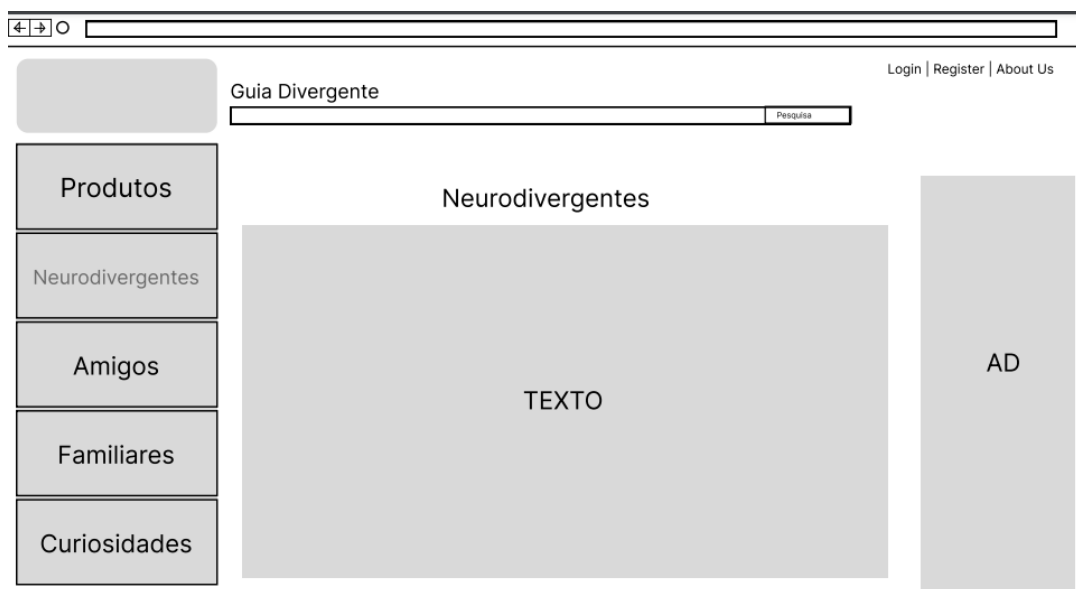 Login | Register | About Us
Guia Divergente
Pesquisa
Produtos
Neurodivergentes
Amigos
Familiares
Curiosidades
Neurodivergentes
TEXTO
AD